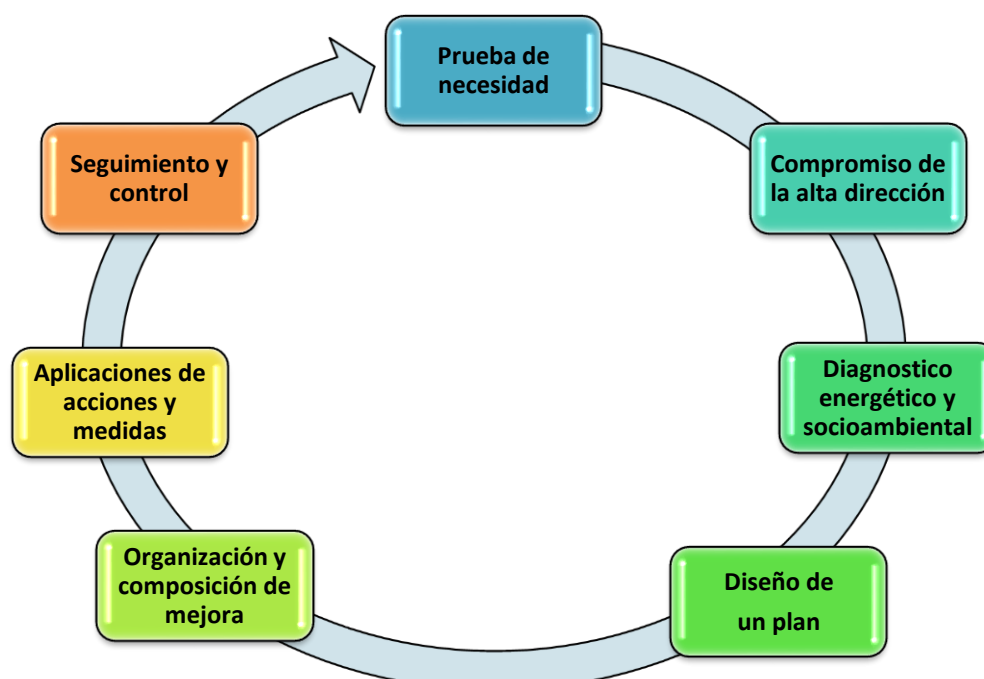 Prueba de
necesidad
Compromiso de
la alta dirección
Diagnostico
energético y
socioambiental
Diseño de
un plan
Organización y
composición de
mejora
Aplicaciones de
acciones y
medidas
Seguimiento y
control